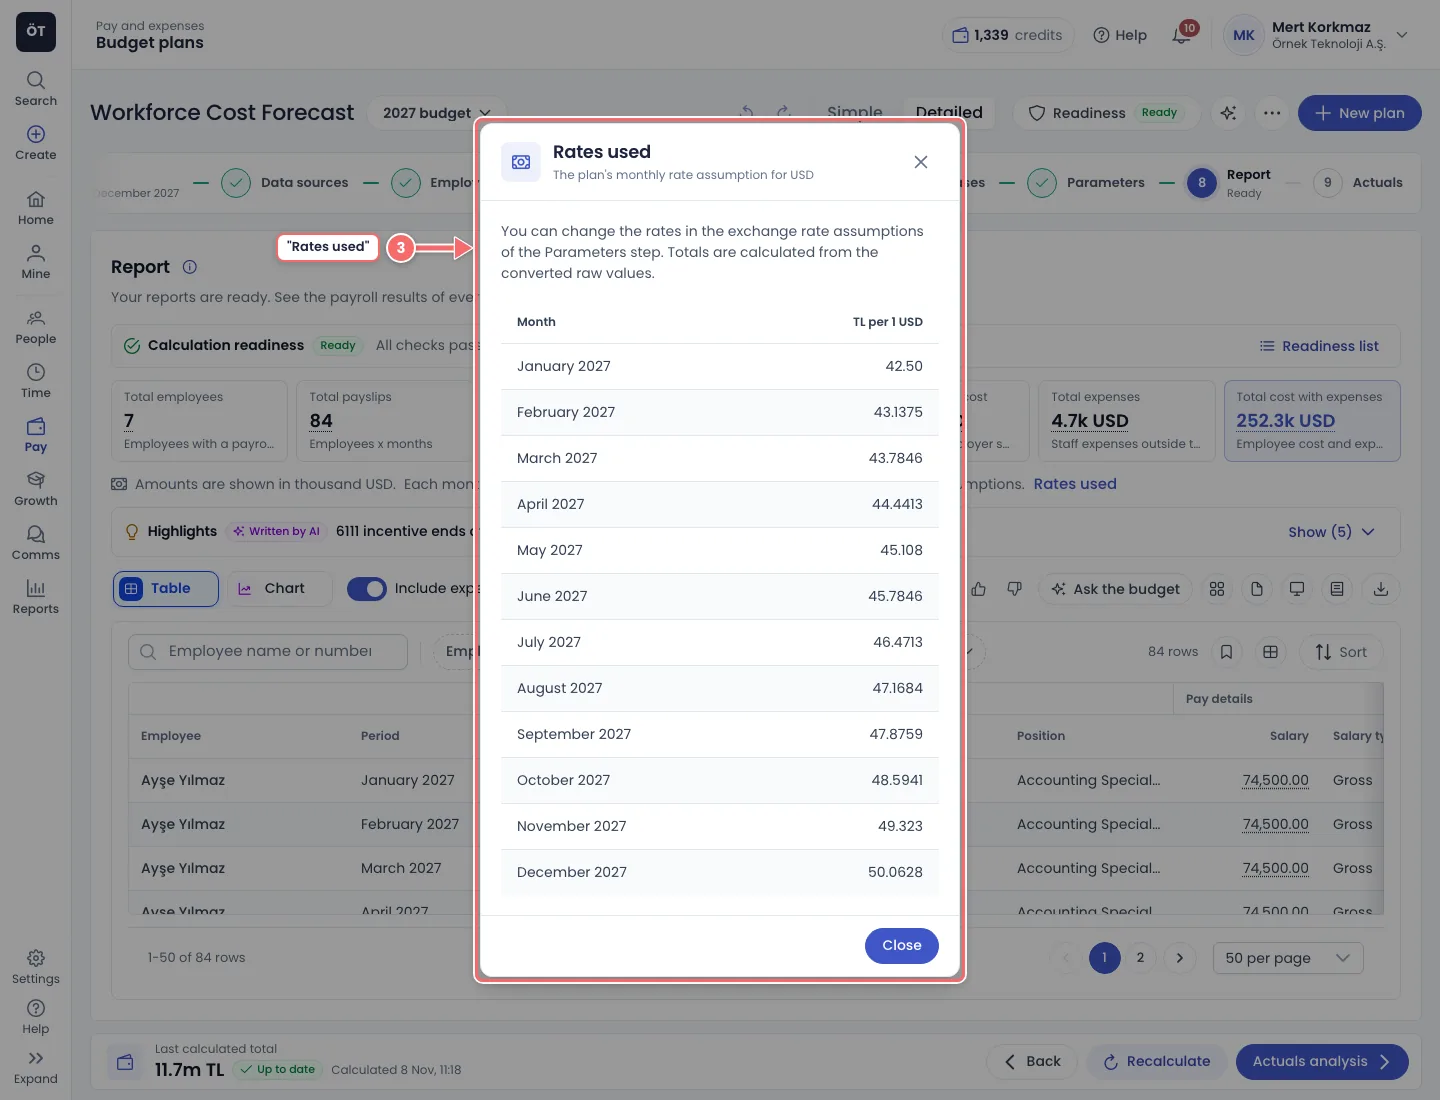 ÖT
Pay and expenses
Budget plans
1,339 credits
Help
10
MK
Mert Korkmaz
Örnek Teknoloji A.Ş.
Search
Create
Home
Mine
People
Time
Pay
Growth
Comms
Reports
Settings
Help
Expand
Workforce Cost Forecast
2027 budget
Simple
Detailed
Readiness
Ready
New plan
December 2027
Data sources
Parameters
8
Report
Ready
9
Actuals
Rates used
The plan's monthly rate assumption for USD
"Rates used"
3
You can change the rates in the exchange rate assumptions
of the Parameters step. Totals are calculated from the
converted raw values.
Month TL per 1 USD
January 2027 42.50
February 2027 43.1375
March 2027 43.7846
April 2027 44.4413
May 2027 45.108
June 2027 45.7846
July 2027 46.4713
August 2027 47.1684
September 2027 47.8759
October 2027 48.5941
November 2027 49.323
December 2027 50.0628
Close
Report
Your reports are ready. See the payroll results of
Calculation readiness
Ready
All checks
Readiness list
Total employees
7
Employees with a payro...
Total payslips
84
Employees x months
cost
Total expenses
4.7k USD
Staff expenses outside t...
Total cost with expenses
252.3k USD
Employee cost and exp...
Amounts are shown in thousand USD. Each
Rates used
Highlights
Written by AI
6111 incentive ends
Show (5)
Table
Chart
Include
Ask the budget
Employee name or number
84 rows
Sort
Pay details
Employee Period Position Salary Salary
Ayşe Yılmaz January 2027 Accounting Special... 74,500.00 Gross
Ayşe Yılmaz February 2027 Accounting Special... 74,500.00 Gross
Ayşe Yılmaz March 2027 Accounting Special... 74,500.00 Gross
Ayşe Yılmaz April 2027 Accounting Special 74,500.00 Gross
1-50 of 84 rows
1
2
50 per page
Last calculated total
11.7m TL
Up to date
Calculated 8 Nov, 11:18
Back
Recalculate
Actuals analysis